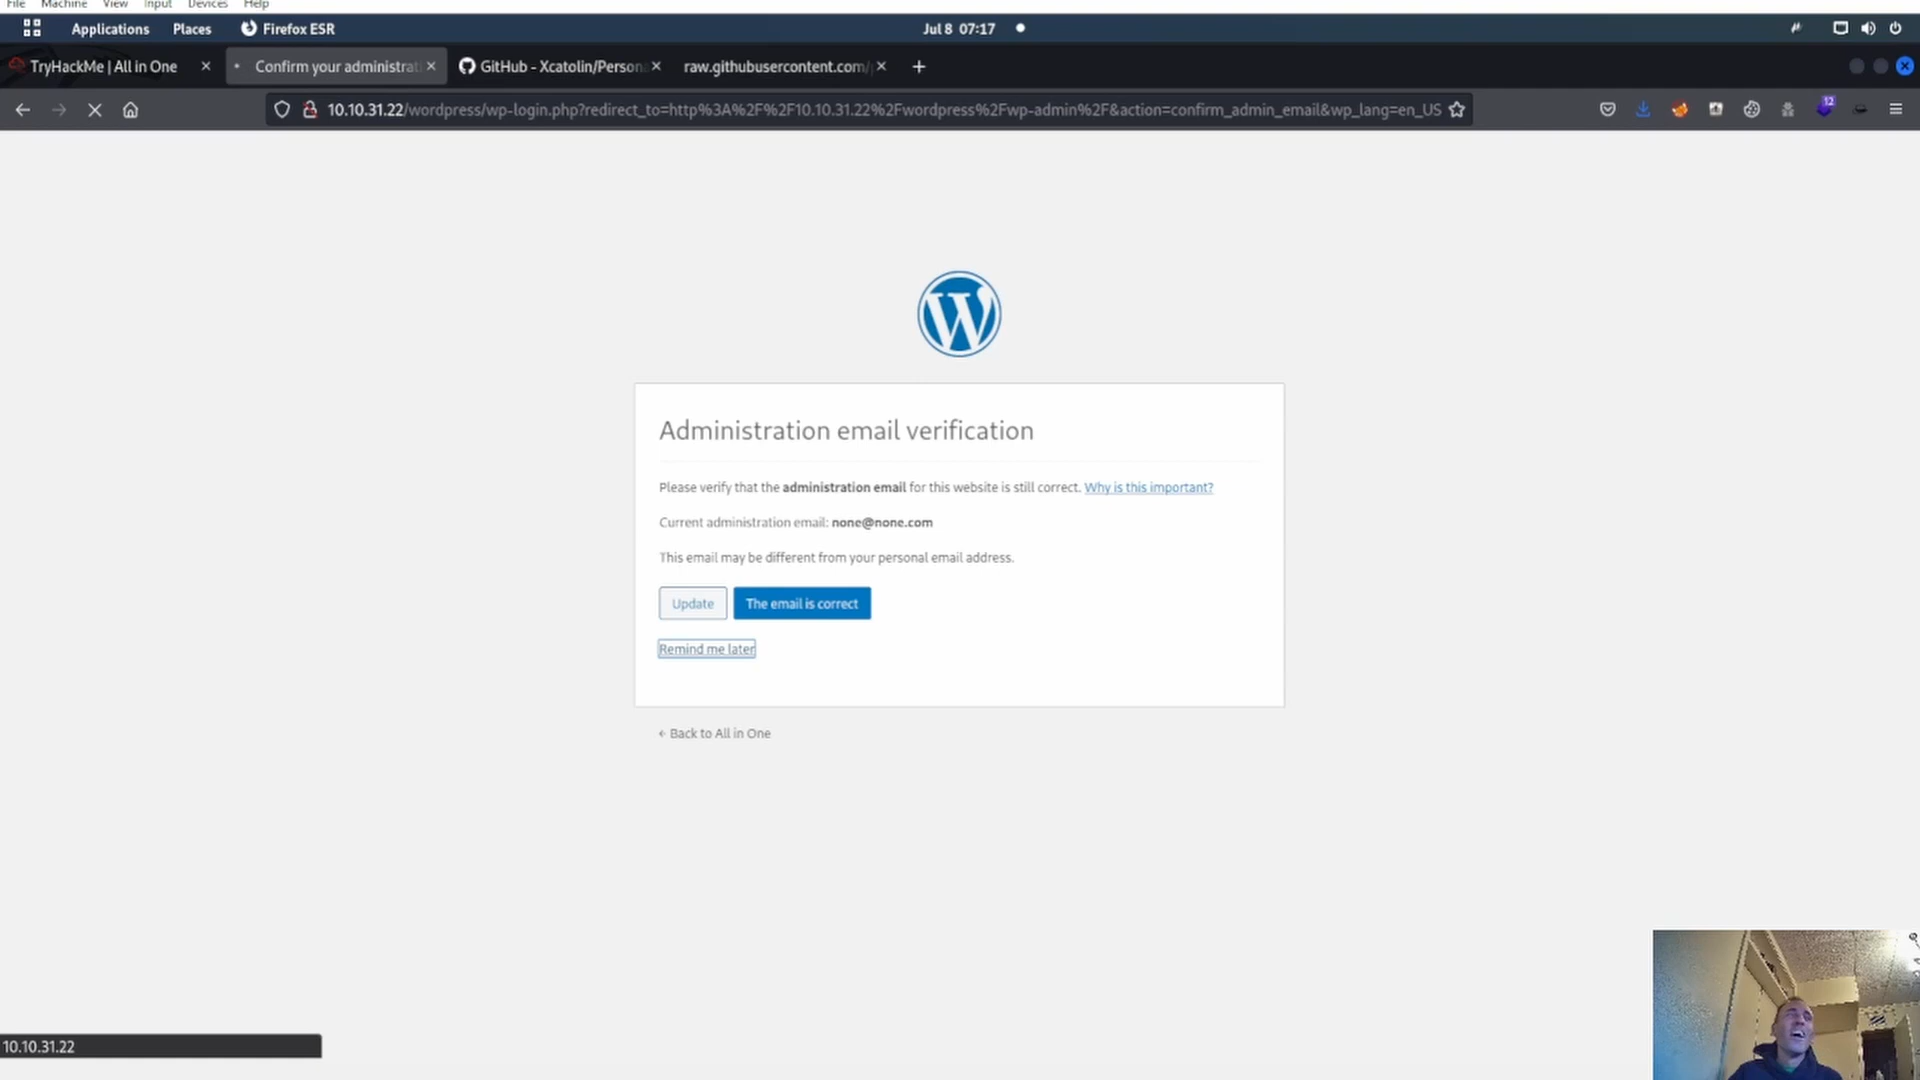 File Machine View Input Devices Help
Applications Places Firefox ESR Jul 8 07:17
TryHackMe | All in One Confirm your administrat GitHub - Xcatolin/Person raw.githubusercontent.com/
10.10.31.22/wordpress/wp-login.php?redirect_to=http%3A%2F%2F10.10.31.22%2Fwordpress%2Fwp-admin%2F&action=confirm_admin_email&wp_lang=en_US
12
Administration email verification
Please verify that the administration email for this website is still correct. Why is this important?
Current administration email: none@none.com
This email may be different from your personal email address.
Update The email is correct
Remind me later
← Back to All in One
10.10.31.22